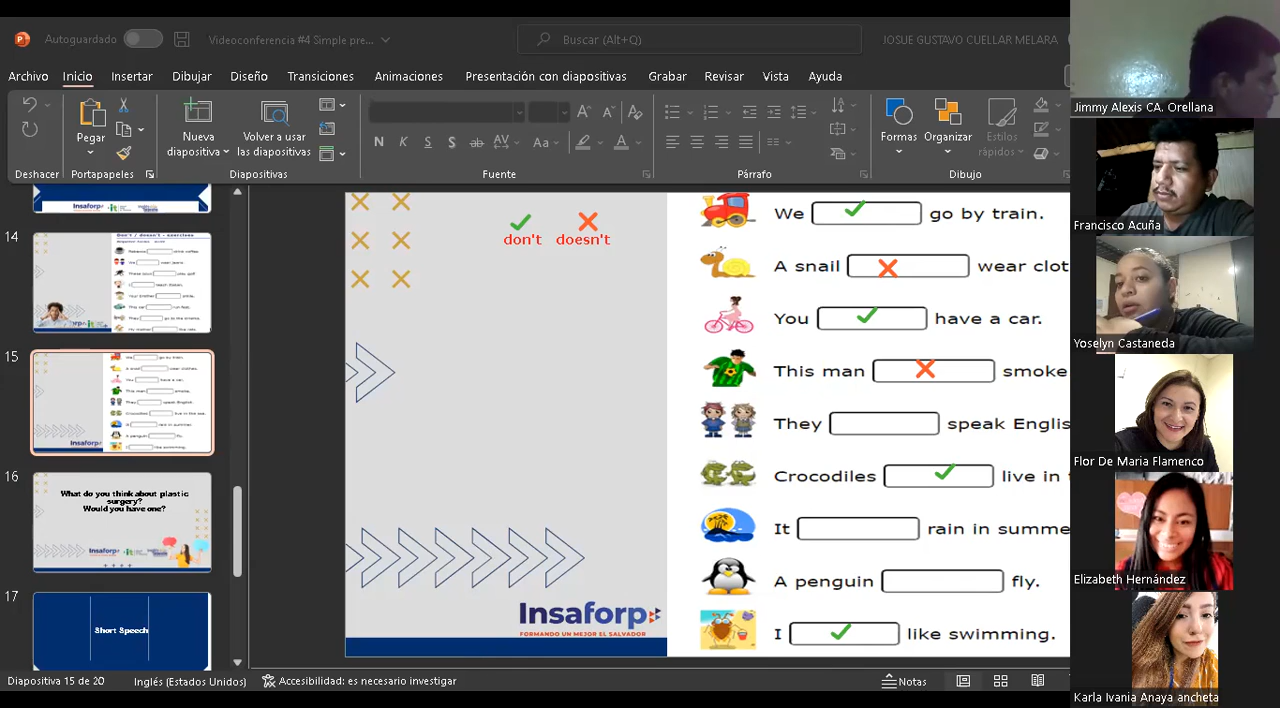 Autoguardado
Videoconferencia #4 Simple pre...
Buscar (Alt+Q)
JOSUE GUSTAVO CUELLAR MELARA
Archivo Inicio Insertar Dibujar Diseño Transiciones Animaciones Presentación con diapositivas Grabar Revisar Vista Ayuda
Pegar
Nueva diapositiva
Volver a usar las diapositivas
N K S S ab AV Aa A
Formas Organizar Estilos rápidos
Deshacer Portapapeles Diapositivas Fuente Párrafo Dibujo
14
15
16
What do you think about plastic
surgery?
Would you have one?
17
Short Speech
don't doesn't
We go by train.
A snail wear clot
You have a car.
This man smoke
They speak Englis
Crocodiles live in t
It rain in summe
A penguin fly.
I like swimming.
Insaforp
FORMANDO UN MEJOR EL SALVADOR
Diapositiva 15 de 20
Inglés (Estados Unidos)
Accesibilidad: es necesario investigar
Notas
Jimmy Alexis CA. Orellana
Francisco Acuña
Yoselyn Castaneda
Flor De Maria Flamenco
Elizabeth Hernández
Karla Ivania Anaya ancheta